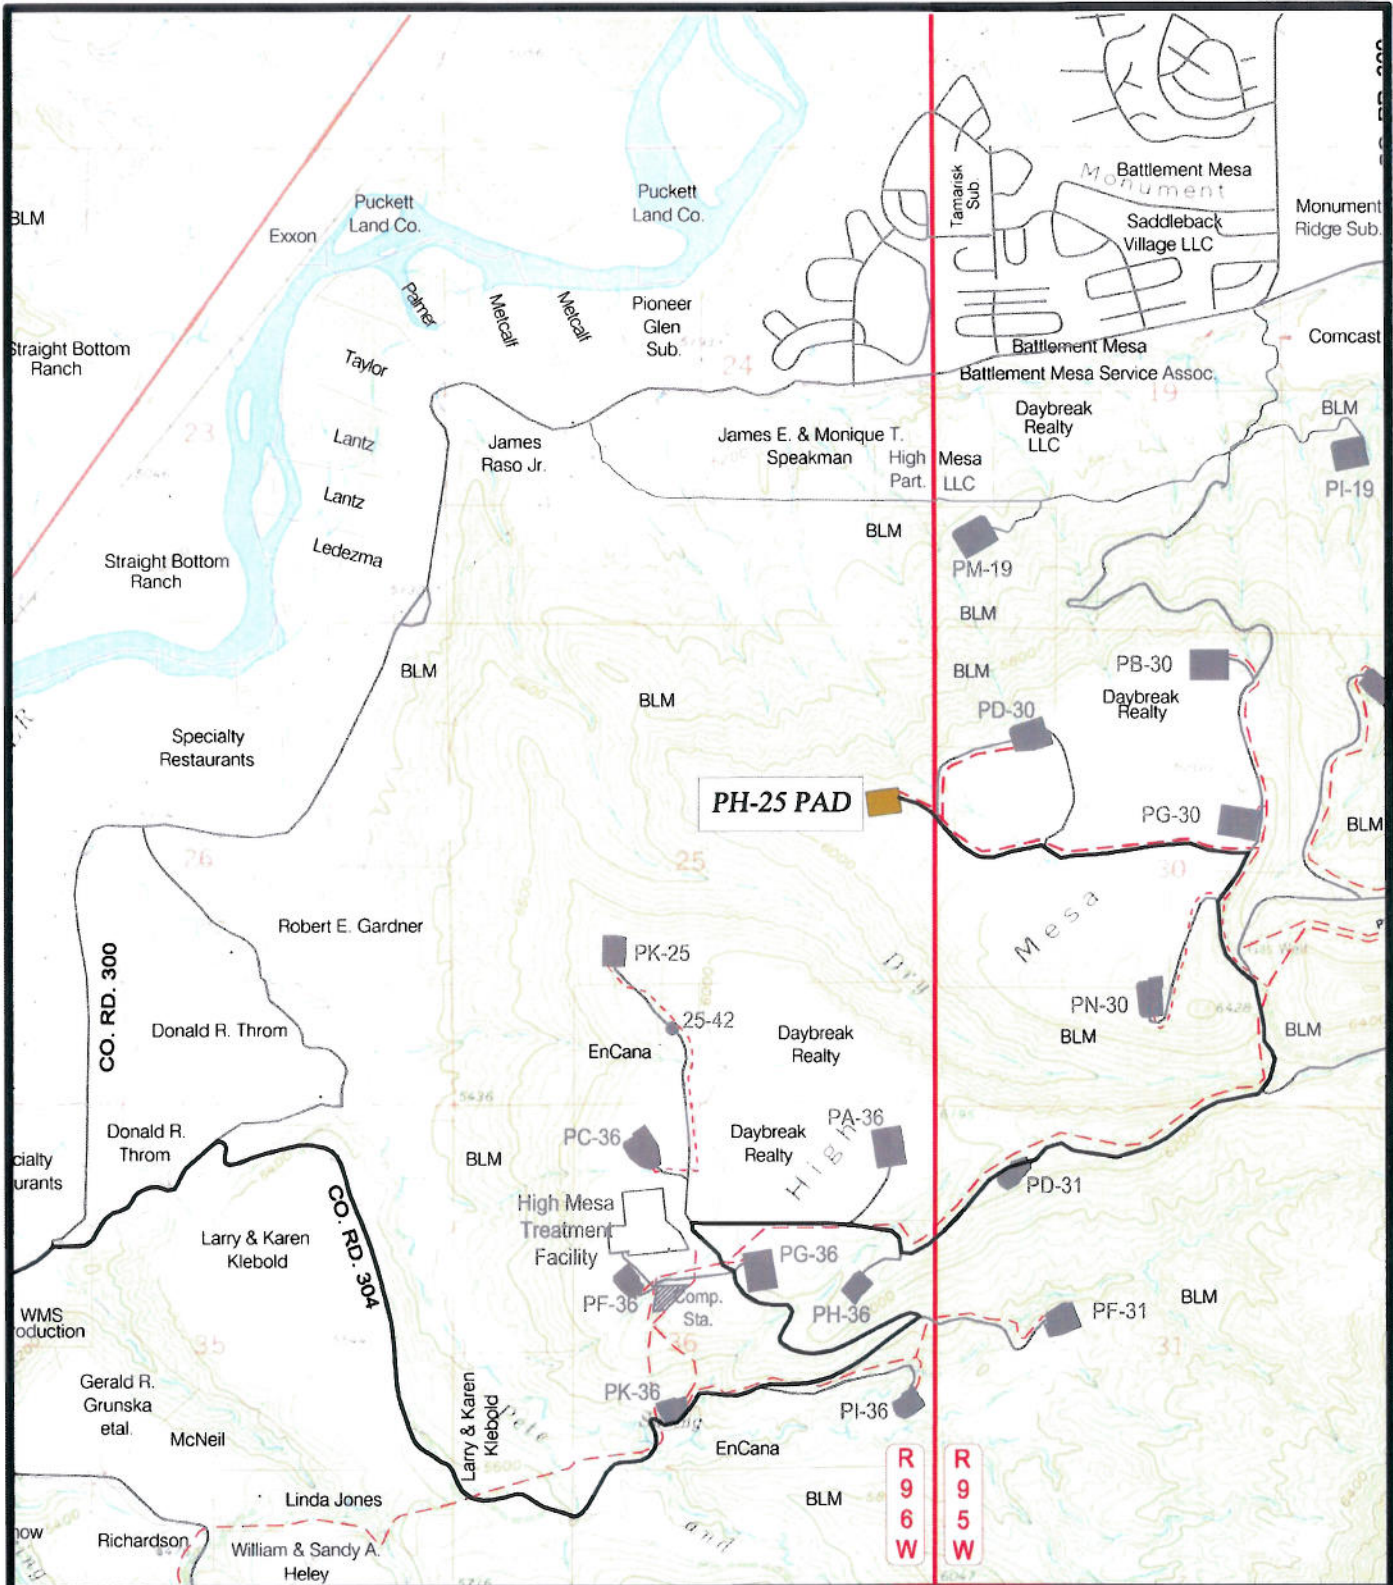 BLM
Exxon
Puckett
Land Co.
Puckett
Land Co.
Tamarisk
Sub.
Battlement Mesa
Monument
Saddleback
Village LLC
Monument
Ridge Sub.
Palmer
Metcalf
Metcalf
Pioneer
Glen
Sub.
24
Straight Bottom
Ranch
Taylor
Battlement Mesa
Battlement Mesa Service Assoc.
Comcast
19
23
Lantz
James
Raso Jr.
James E. & Monique T.
Speakman
High
Part.
Mesa
LLC
Daybreak
Realty
LLC
BLM
PI-19
Lantz
Ledezma
Straight Bottom
Ranch
BLM
PM-19
BLM
BLM
BLM
BLM
PB-30
Daybreak
Realty
PD-30
Specialty
Restaurants
PH-25 PAD
PG-30
BLM
26
25
30
Robert E. Gardner
Mesa
CO. RD. 300
PK-25
Dry
25-42
EnCana
Donald R. Throm
Daybreak
Realty
PN-30
6428
BLM
BLM
5436
Donald R.
Throm
PC-36
BLM
Daybreak
Realty
PA-36
High
PD-31
cialty
urants
High Mesa
Treatment
Facility
CO. RD. 304
Larry & Karen
Klebold
PG-36
PF-36
Comp.
Sta.
PH-36
PF-31
BLM
WMS
oduction
35
36
31
Gerald R.
Grunska
etal.
McNeil
PK-36
Larry & Karen
Klebold
Pete
EnCana
PI-36
R
9
6
W
R
9
5
W
5600
BLM
Linda Jones
and
Richardson
William & Sandy A.
Heley